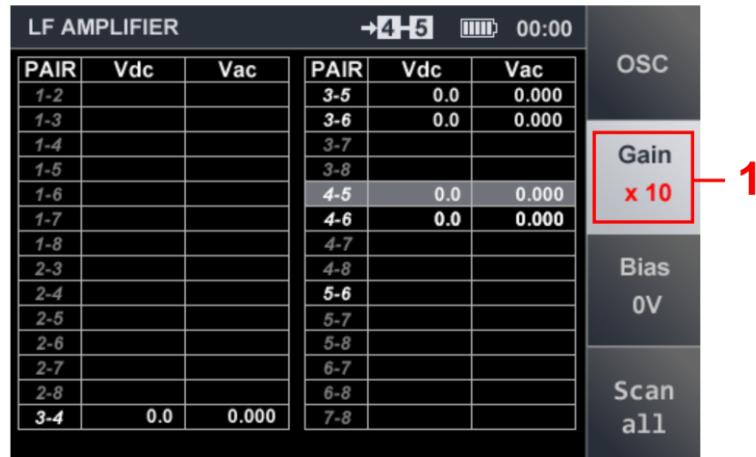 LF AMPLIFIER →4-5 00:00
PAIR Vdc Vac
1-2
1-3
1-4
1-5
1-6
1-7
1-8
2-3
2-4
2-5
2-6
2-7
2-8
3-4 0.0 0.000
PAIR Vdc Vac
3-5 0.0 0.000
3-6 0.0 0.000
3-7
3-8
4-5 0.0 0.000
4-6 0.0 0.000
4-7
4-8
5-6
5-7
5-8
6-7
6-8
7-8
OSC
Gain
x 10
1
Bias
0V
Scan
all